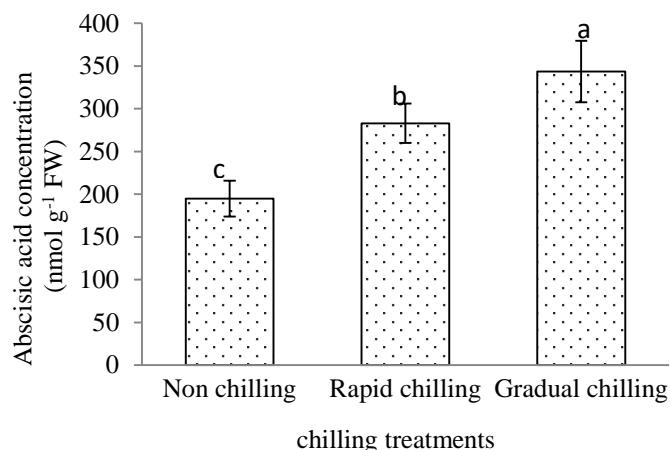 Abscisic acid concentration
(nmol g-1 FW)
400
350
300
250
200
150
100
50
0
c
b
a
Non chilling
Rapid chilling
Gradual chilling
chilling treatments